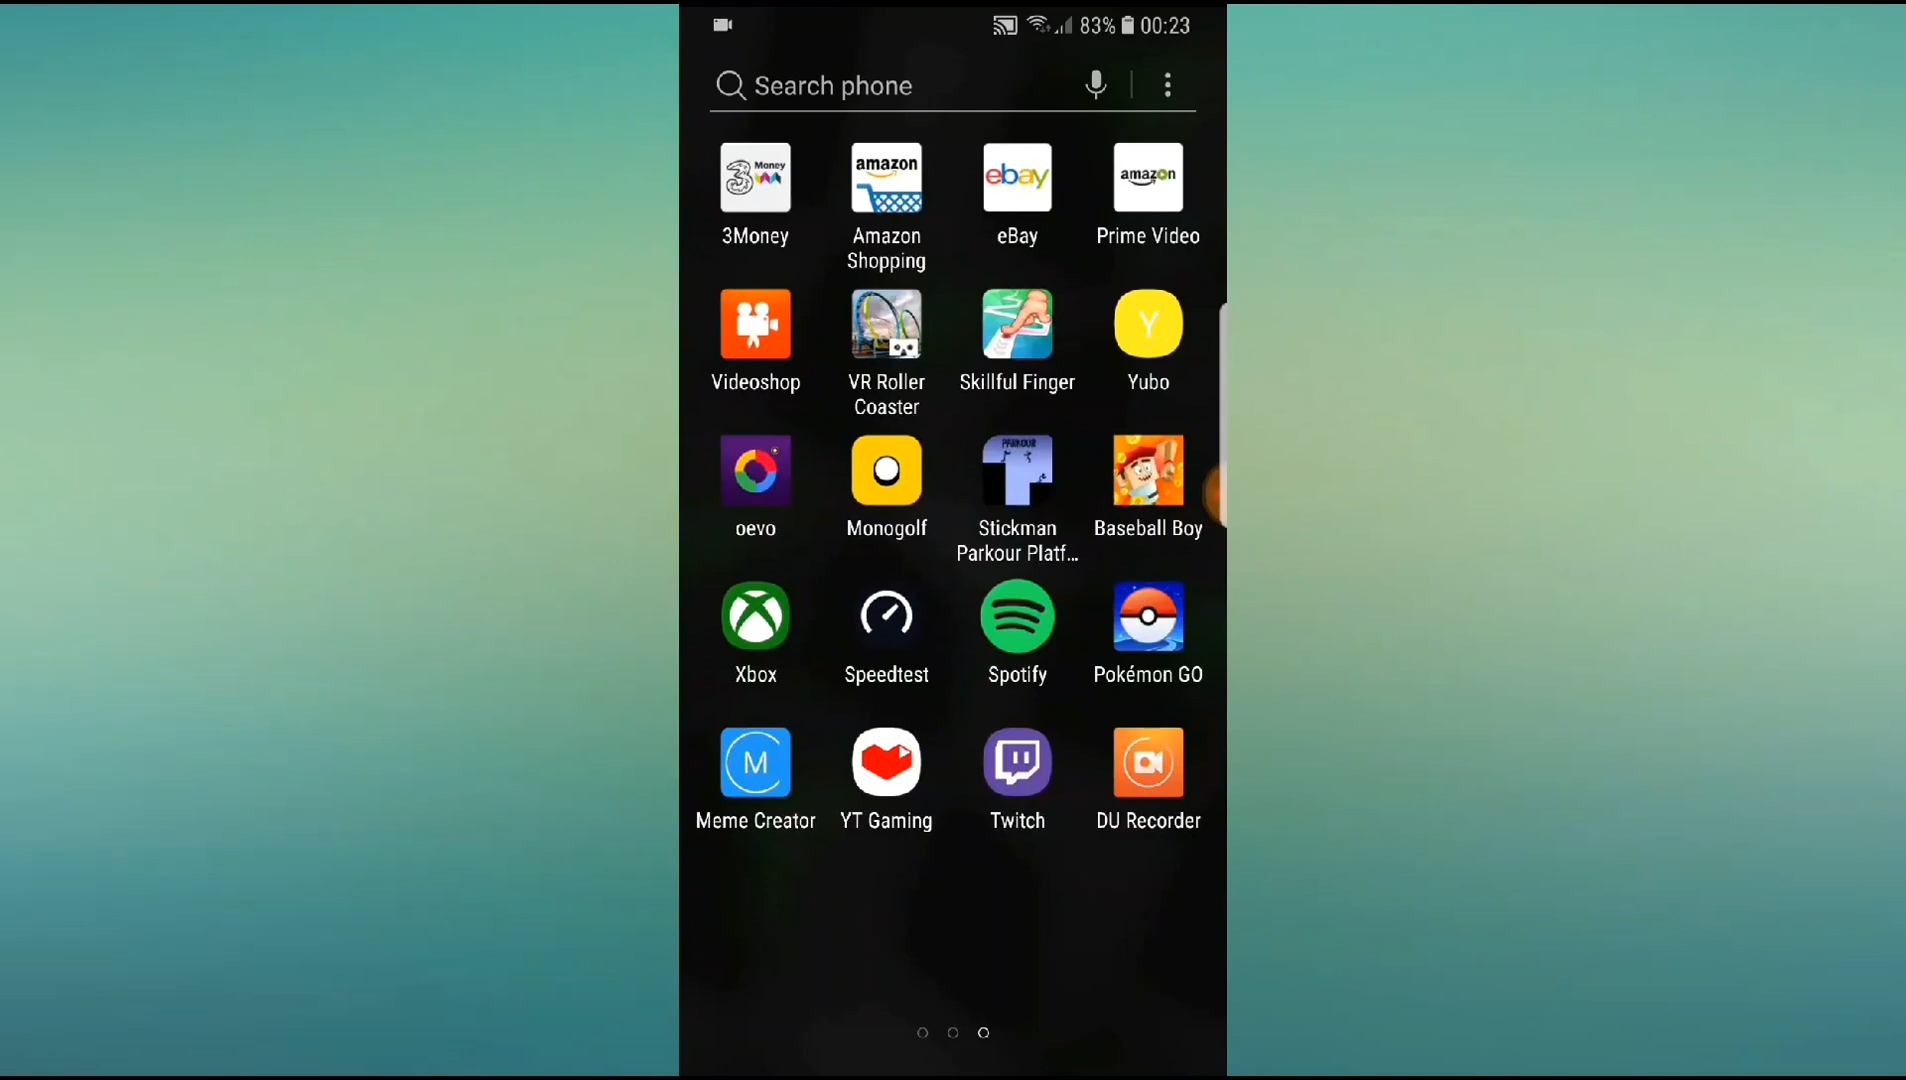 83% 00:23
Search phone
3 Money
amazon
ebay
amazon
3Money
Amazon
Shopping
eBay
Prime Video
Y
Videoshop
VR Roller
Coaster
Skillful Finger
Yubo
PARKOUR
oevo
Monogolf
Stickman
Parkour Platf...
Baseball Boy
Xbox
Speedtest
Spotify
Pokémon GO
M
Meme Creator
YT Gaming
Twitch
DU Recorder